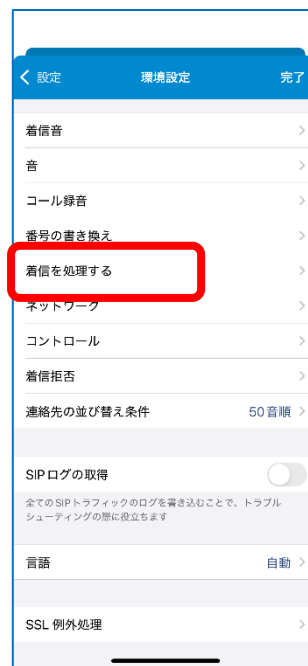 設定 環境設定 完了
着信音
音
コール録音
番号の書き換え
着信を処理する
ネットワーク
コントロール
着信拒否
連絡先の並び替え条件 50音順
SIPログの取得
全てのSIPトラフィックのログを書き込むことで、トラブル
シューティングの際に役立ちます
言語 自動
SSL 例外処理